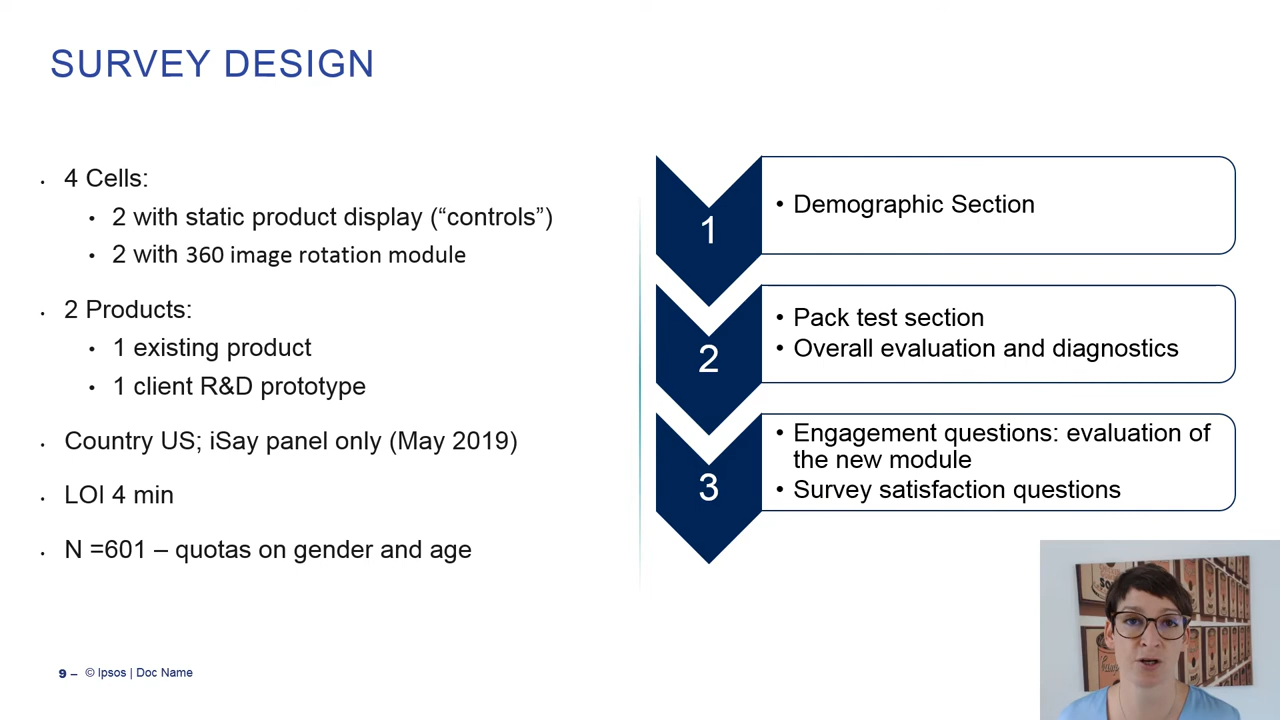 SURVEY DESIGN
• 4 Cells:
• 2 with static product display (“controls”)
• 2 with 360 image rotation module
• 2 Products:
• 1 existing product
• 1 client R&D prototype
• Country US; iSay panel only (May 2019)
• LOI 4 min
• N =601 – quotas on gender and age
1
• Demographic Section
2
• Pack test section
• Overall evaluation and diagnostics
3
• Engagement questions: evaluation of
the new module
• Survey satisfaction questions
9 – © Ipsos | Doc Name